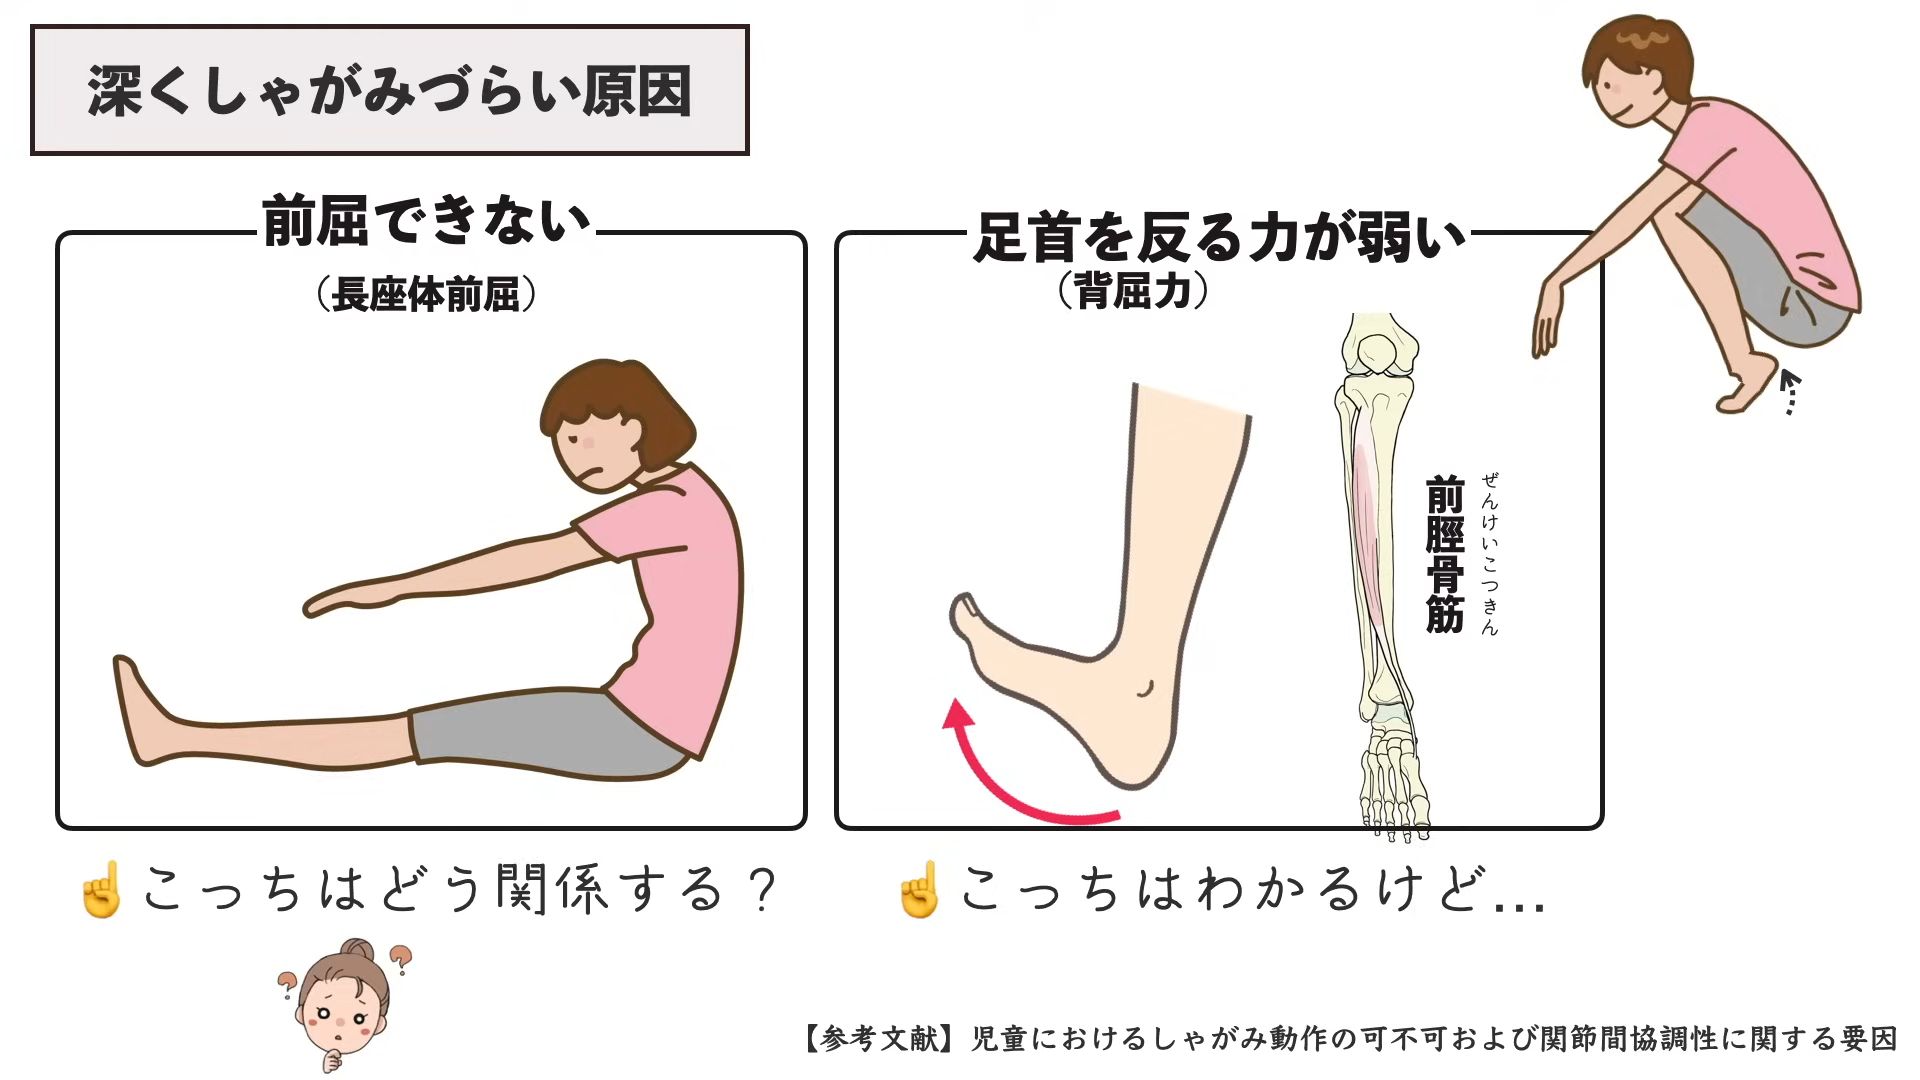 深くしゃがみづらい原因
前屈できない
（長座体前屈）
足首を反る力が弱い
（背屈力）
前脛骨筋
ぜんけいこつきん
☝こっちはどう関係する？
☝こっちはわかるけど…
【参考文献】児童におけるしゃがみ動作の可不可および関節間協調性に関する要因